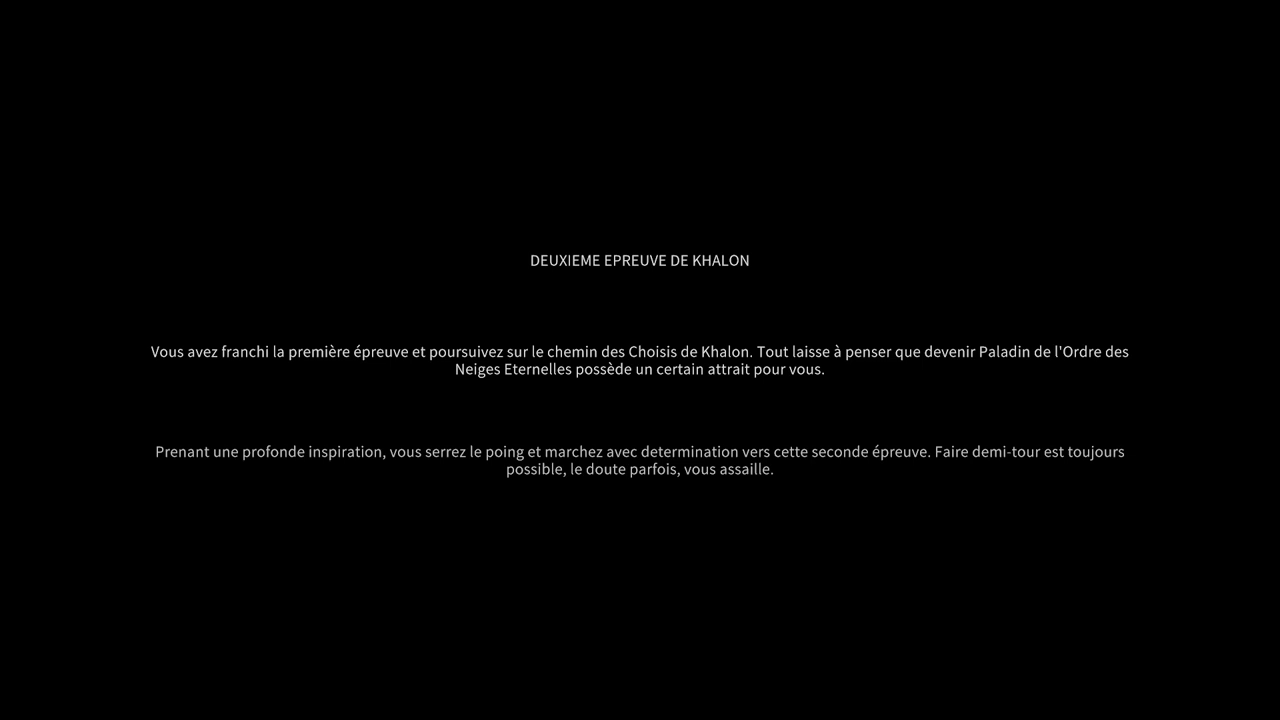 DEUXIEME EPREUVE DE KHALON
Vous avez franchi la première épreuve et poursuivez sur le chemin des Choisis de Khalon. Tout laisse à penser que devenir Paladin de l'Ordre des
Neiges Eternelles possède un certain attrait pour vous.
Prenant une profonde inspiration, vous serrez le poing et marchez avec determination vers cette seconde épreuve. Faire demi-tour est toujours
possible, le doute parfois, vous assaille.